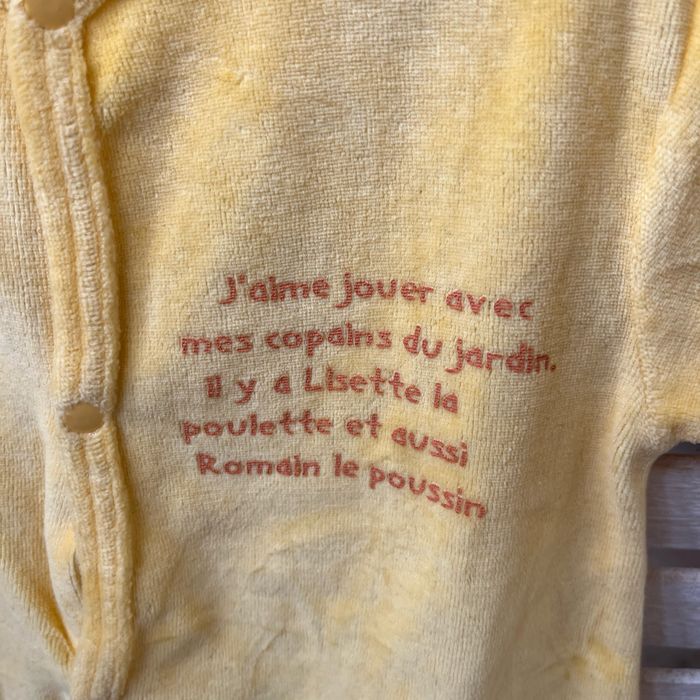 J'aime jouer avec
mes copains du jardin.
Il y a Lisette la
poulette et aussi
Romain le poussin